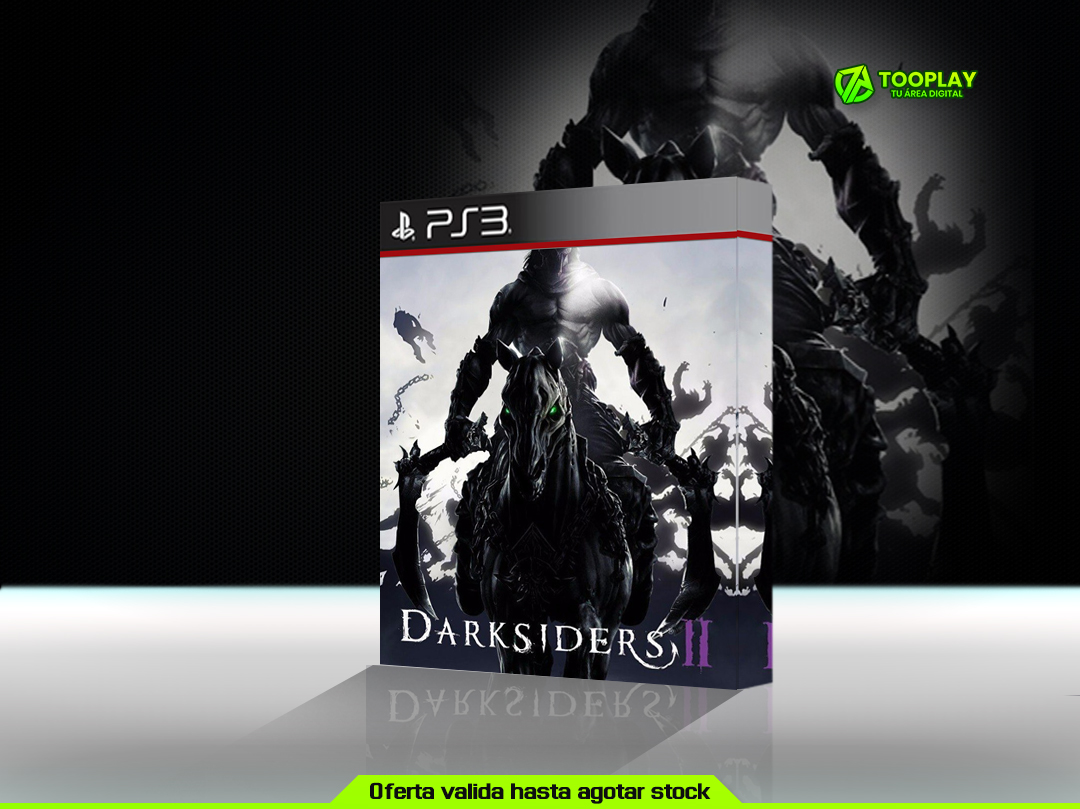 TOOPLAY
TU ÁREA DIGITAL
PS3
DARKSIDERS II
Oferta valida hasta agotar stock